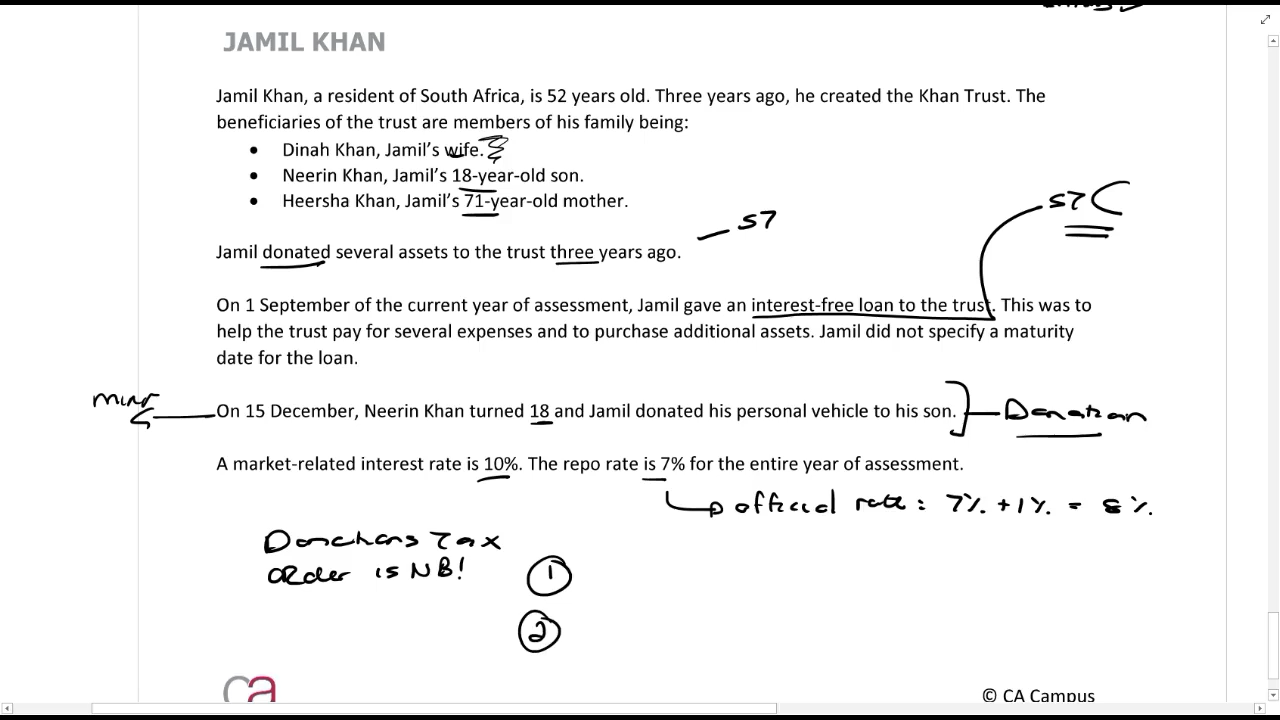 JAMIL KHAN
Jamil Khan, a resident of South Africa, is 52 years old. Three years ago, he created the Khan Trust. The
beneficiaries of the trust are members of his family being:
• Dinah Khan, Jamil’s wife.
• Neerin Khan, Jamil’s 18-year-old son.
• Heersha Khan, Jamil’s 71-year-old mother.
s7
s7C
Jamil donated several assets to the trust three years ago.
On 1 September of the current year of assessment, Jamil gave an interest-free loan to the trust. This was to
help the trust pay for several expenses and to purchase additional assets. Jamil did not specify a maturity
date for the loan.
On 15 December, Neerin Khan turned 18 and Jamil donated his personal vehicle to his son.
Donation
A market-related interest rate is 10%. The repo rate is 7% for the entire year of assessment.
official rate: 7% +1% = 8%
Donations Tax
Order is NB!
1
2
ca
© CA Campus